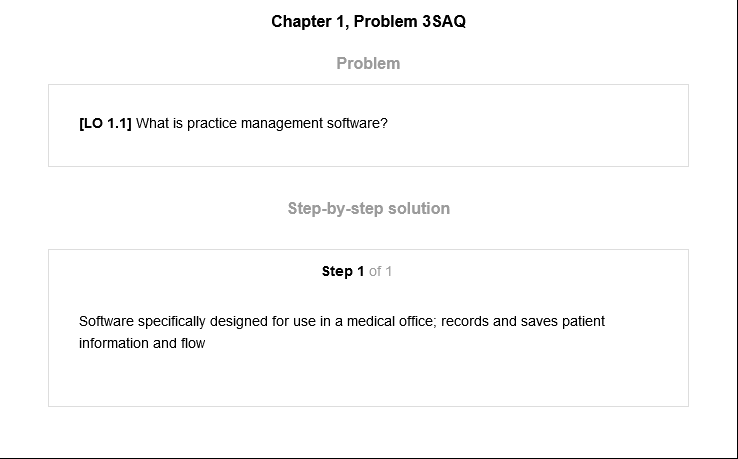 Chapter 1, Problem 3SAQ
Problem
[LO 1.1] What is practice management software?
Step-by-step solution
Step 1 of 1
Software specifically designed for use in a medical office; records and saves patient
information and flow